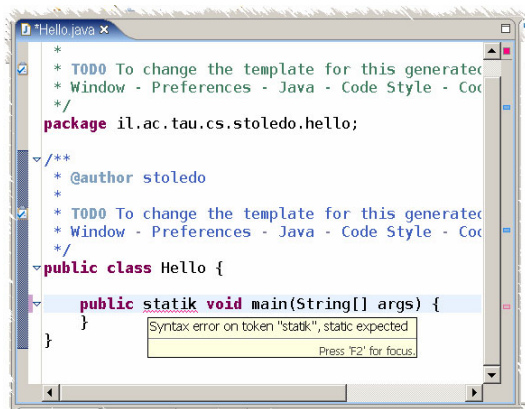 *Hello.java
*
* TODO To change the template for this generated
* Window - Preferences - Java - Code Style - Co
*/
package il.ac.tau.cs.stoledo.hello;
/**
* @author stoledo
*
* TODO To change the template for this generated
* Window - Preferences - Java - Code Style - Co
*/
public class Hello {
public statik void main(String[] args) {
}
Syntax error on token "statik", static expected
}
Press 'F2' for focus.